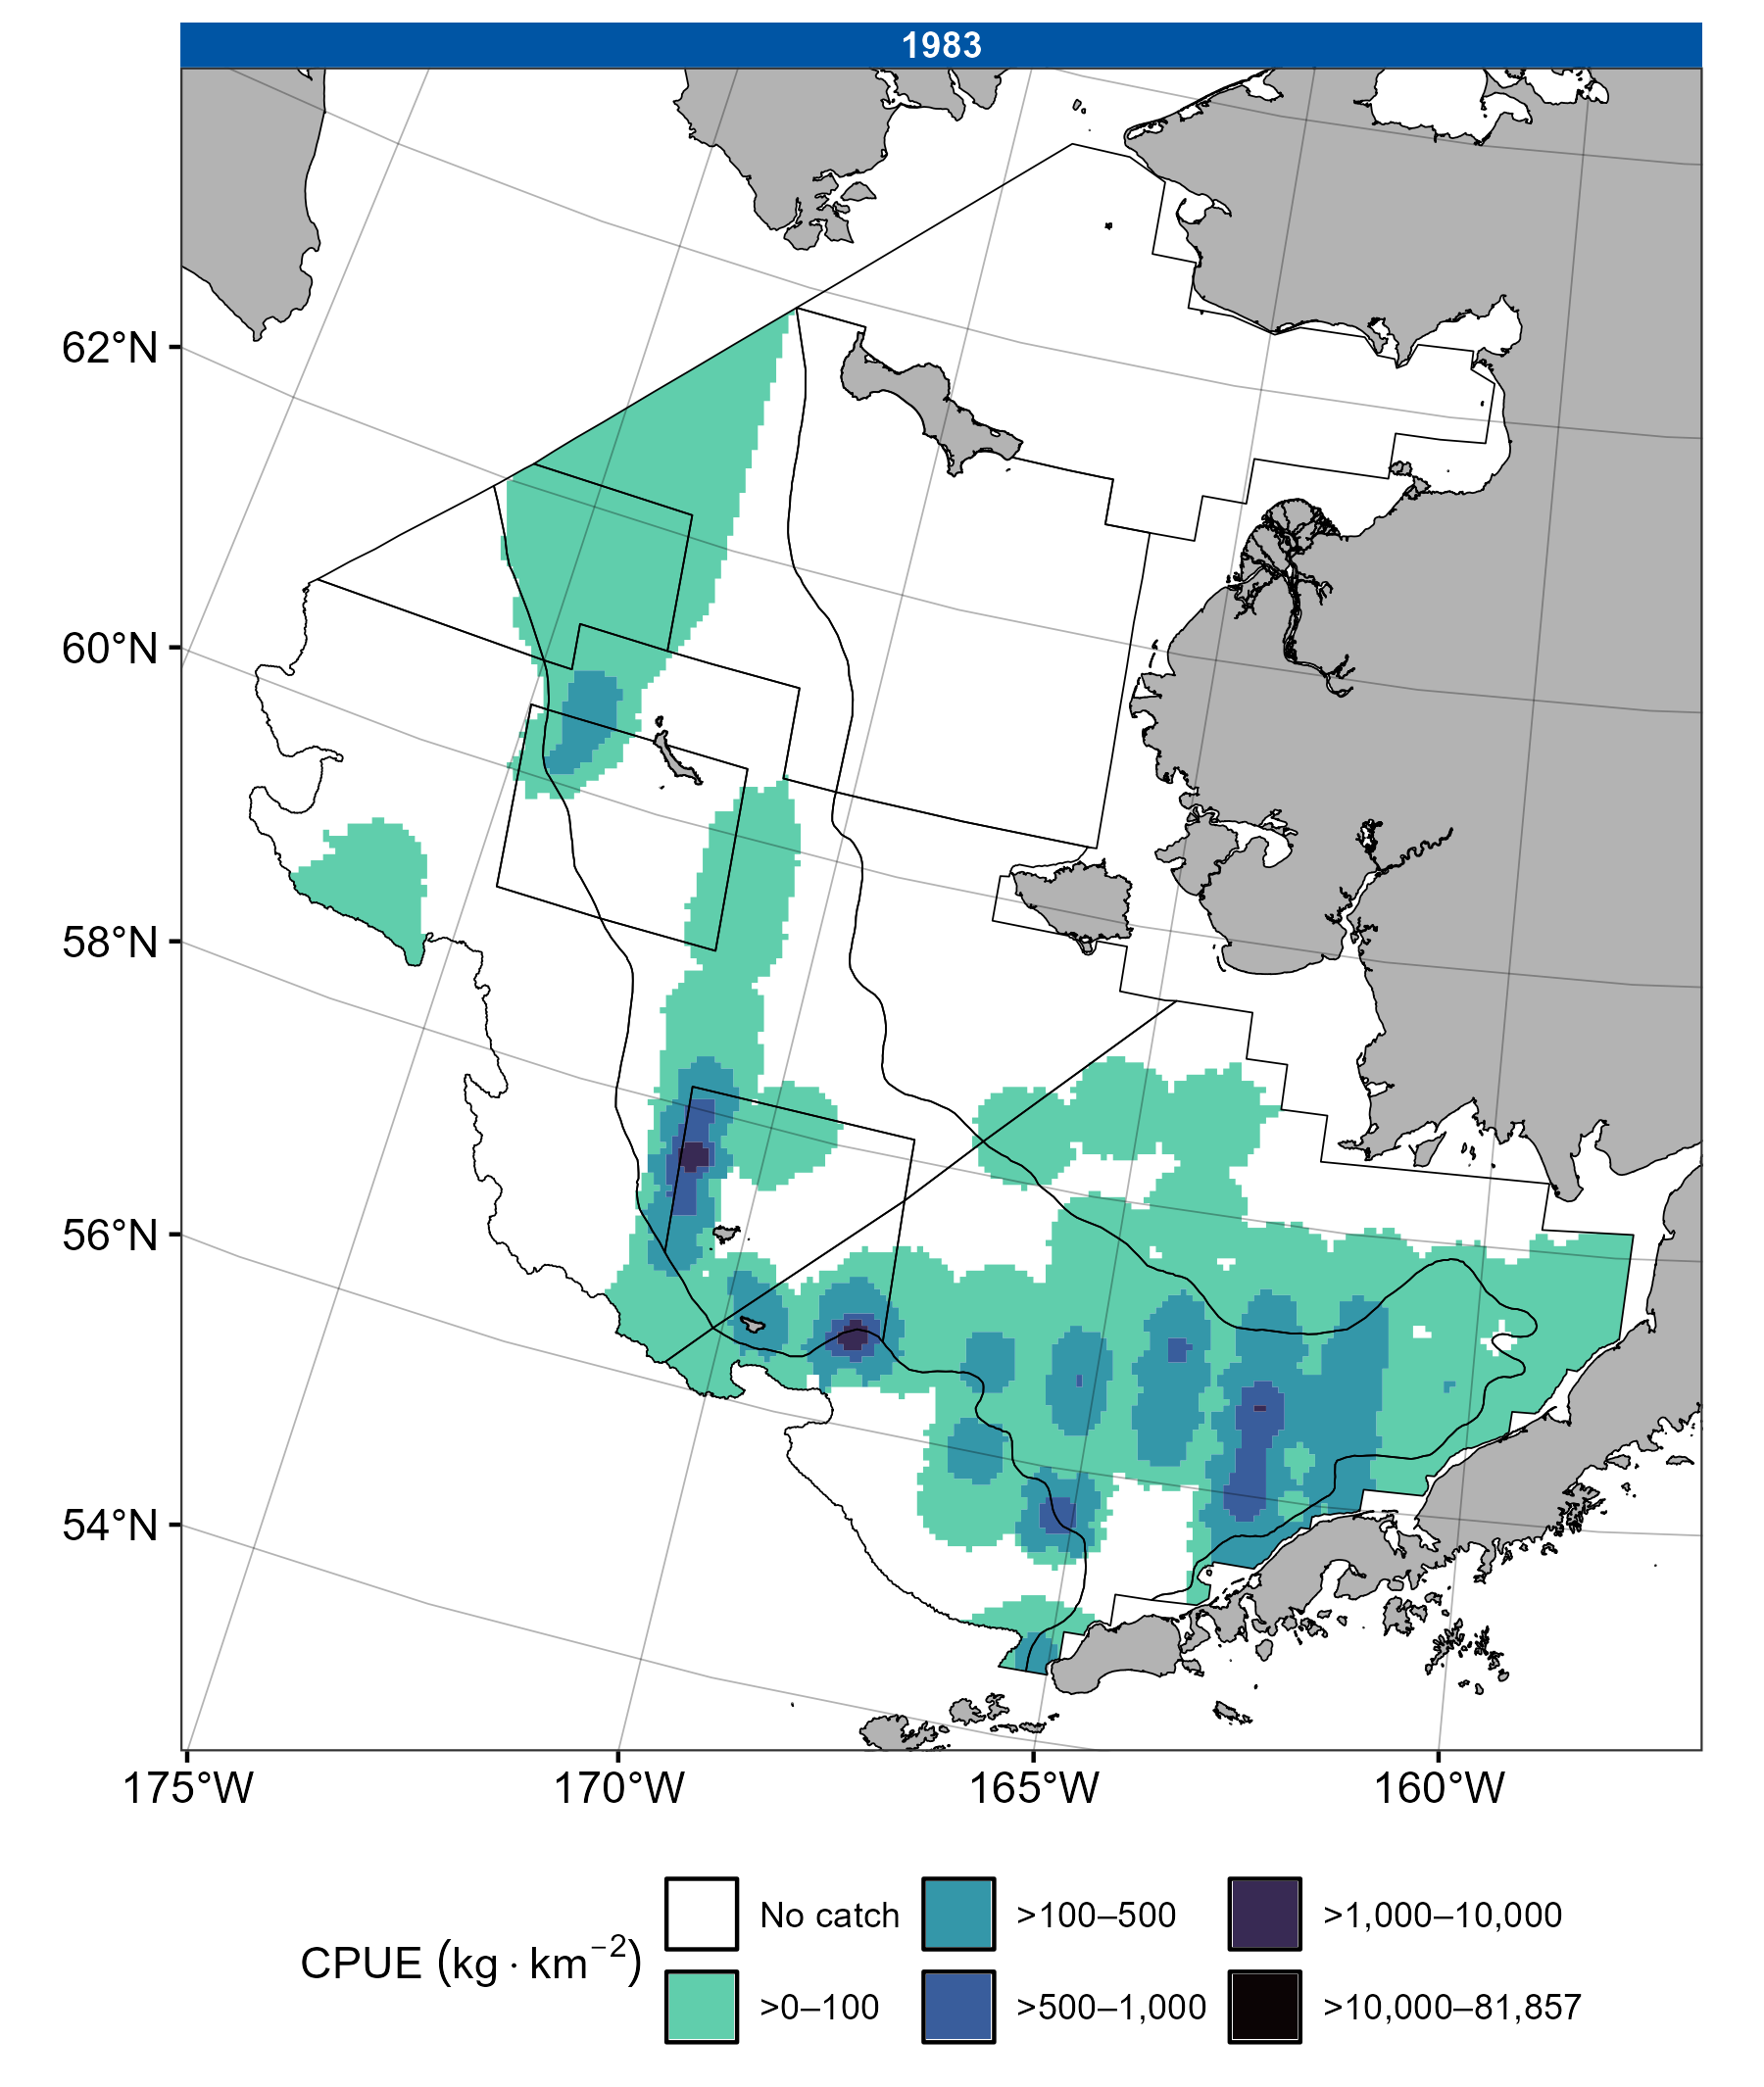 1983
62°N
60°N
58°N
56°N
54°N
175°W 170°W 165°W 160°W
CPUE (kg · km⁻²)
No catch >100–500 >1,000–10,000
>0–100 >500–1,000 >10,000–81,857